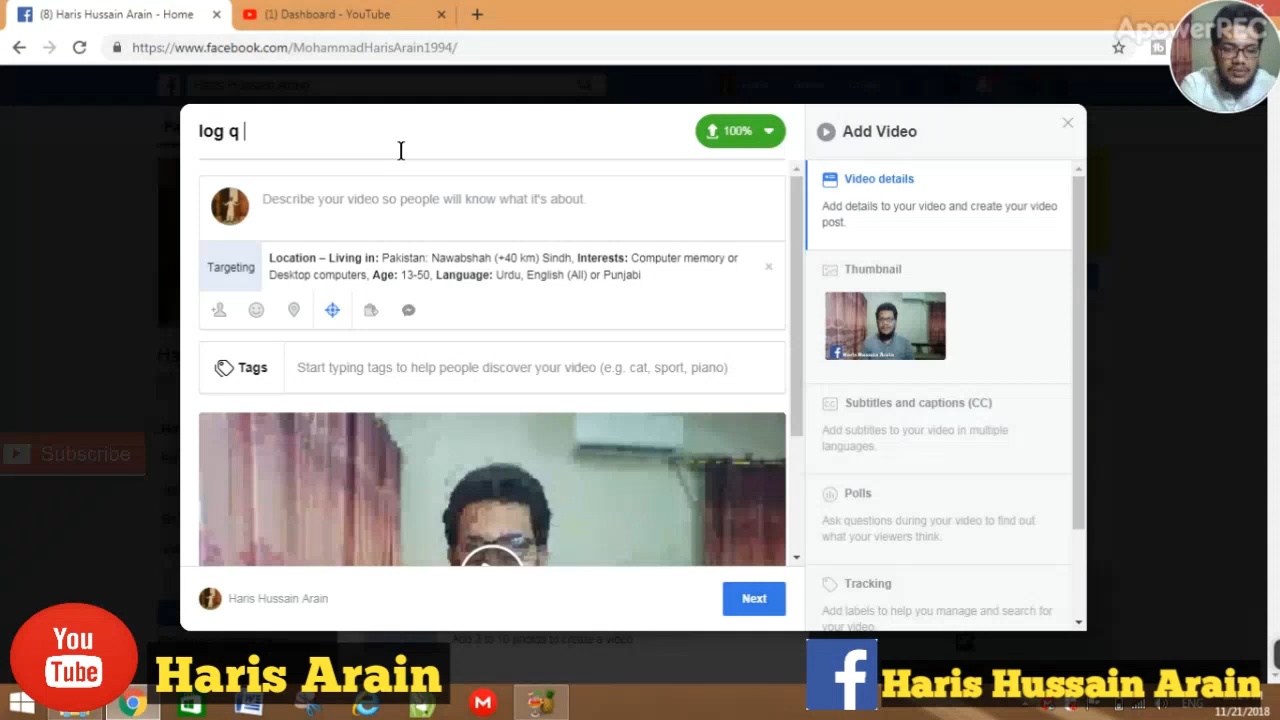 (8) Haris Hussain Arain - Home
(1) Dashboard - YouTube
https://www.facebook.com/MohammadHarisArain1994/
ApowerREC
log q
100%
Add Video
Describe your video so people will know what it's about.
Targeting
Location – Living in: Pakistan: Nawabshah (+40 km) Sindh, Interests: Computer memory or
Desktop computers, Age: 13-50, Language: Urdu, English (All) or Punjabi
Tags
Start typing tags to help people discover your video (e.g. cat, sport, piano)
Video details
Add details to your video and create your video
post.
Thumbnail
Haris Hussain Arain
Subtitles and captions (CC)
Add subtitles to your video in multiple
languages.
Polls
Ask questions during your video to find out
what your viewers think.
Tracking
Add labels to help you manage and search for
your video.
Haris Hussain Arain
Next
Subscribe
You
Tube
Haris Arain
Haris Hussain Arain
ENG
11/21/2018